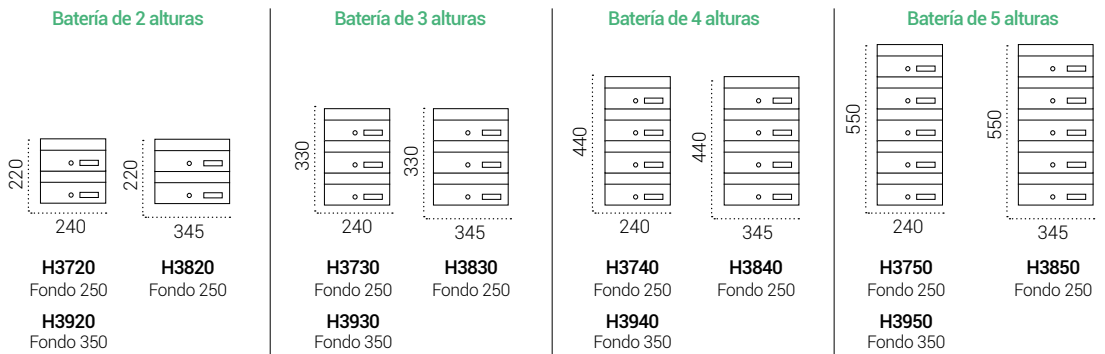 Batería de 2 alturas
220
240
220
345
H3720
Fondo 250
H3820
Fondo 250
H3920
Fondo 350
Batería de 3 alturas
330
240
330
345
H3730
Fondo 250
H3830
Fondo 250
H3930
Fondo 350
Batería de 4 alturas
440
240
440
345
H3740
Fondo 250
H3840
Fondo 250
H3940
Fondo 350
Batería de 5 alturas
550
240
550
345
H3750
Fondo 250
H3850
Fondo 250
H3950
Fondo 350